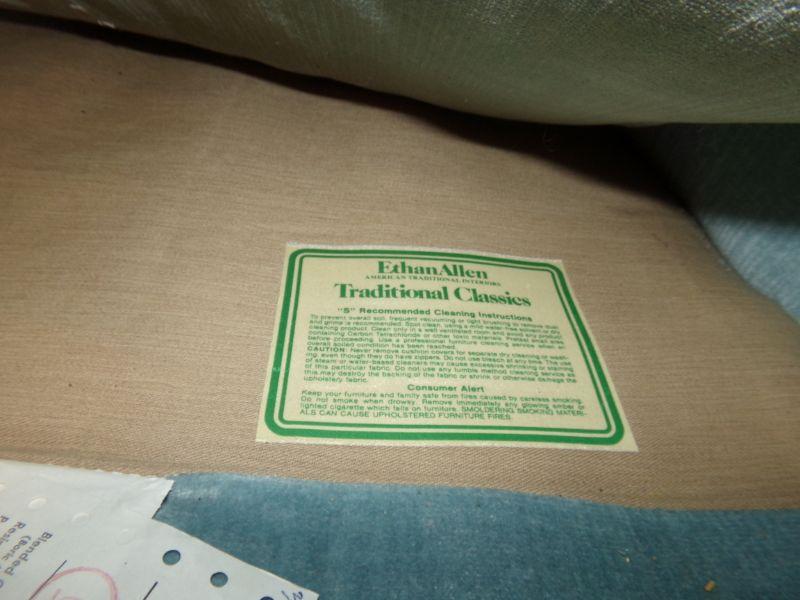 EthanAllen
AMERICAN TRADITIONAL INTERIORS
Traditional Classics
"S" Recommended Cleaning Instructions
To prevent overall soil, frequent vacuuming or light brushing to remove dust
and grime is recommended. Spot clean, using a mild water-free solvent or dry
cleaning product. Clean only in a well ventilated room and avoid any product
containing Carbon Tetrachloride or other toxic materials. Pretest small area
before proceeding. Use a professional furniture cleaning service when an
overall soiled condition has been reached.
CAUTION: Never remove cushion covers for separate dry cleaning or wash-
ing, even though they do have zippers. Do not use bleach at any time. The use
of steam or water-based cleaners may cause excessive shrinking or staining
of this particular fabric. Do not use any tumble method cleaning service as
this may destroy the backing of the fabric or shrink or otherwise damage the
upholstery fabric.
Consumer Alert
Keep your furniture and family safe from fires caused by careless smoking.
Do not smoke when drowsy. Remove immediately any glowing ember or
lighted cigarette which falls on furniture. SMOLDERING SMOKING MATERI-
ALS CAN CAUSE UPHOLSTERED FURNITURE FIRES.
Blended
(Boric
Resin